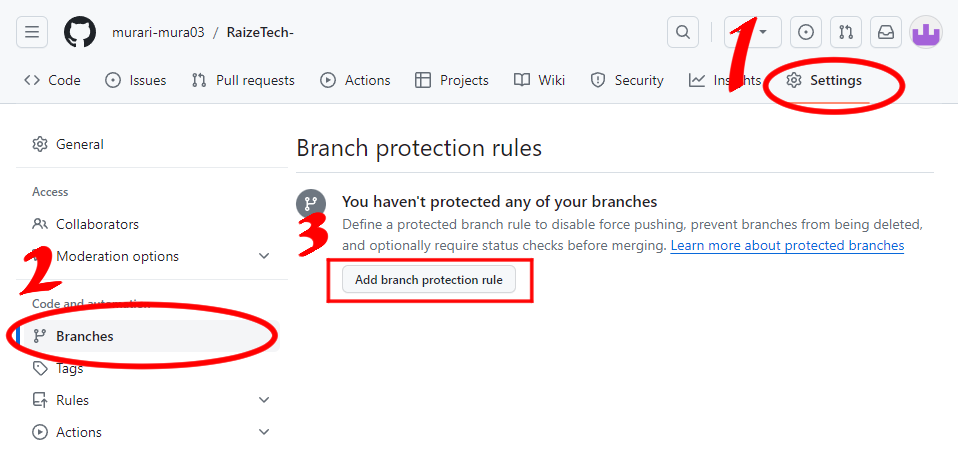 murari-mura03 / RaizeTech-
1
Code Issues Pull requests Actions Projects Wiki Security Insights Settings
General
Access
Collaborators
Moderation options
2
Code and automation
Branches
Tags
Rules
Actions
Branch protection rules
You haven't protected any of your branches
3
Define a protected branch rule to disable force pushing, prevent branches from being deleted,
and optionally require status checks before merging. Learn more about protected branches
Add branch protection rule